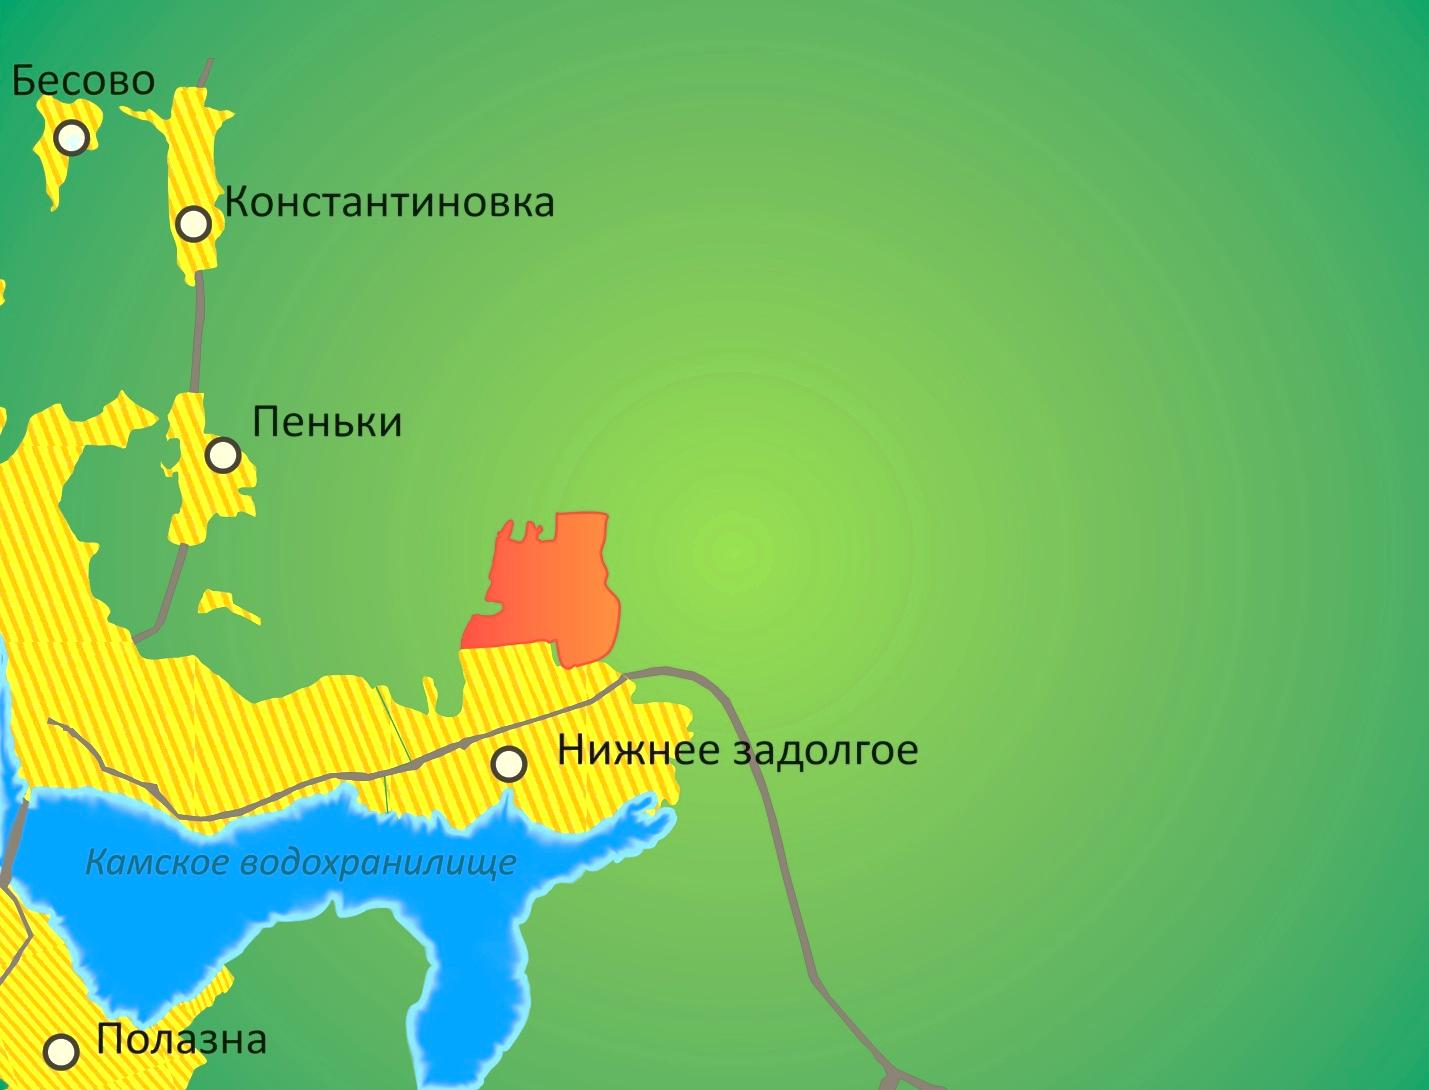 Бесово
Константиновка
Пеньки
Нижнее задолгое
Камское водохранилище
Полазна